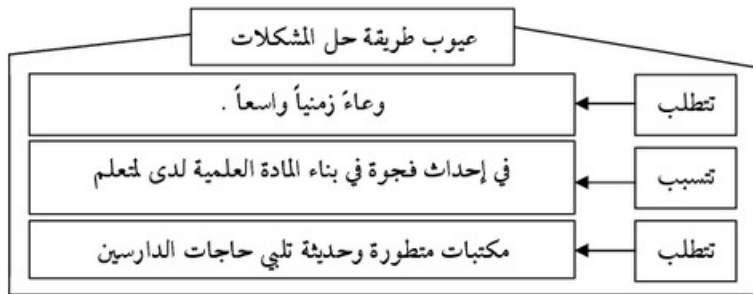 عيوب طريقة حل المشكلات
تتطلب
وعاءً زمنياً واسعاً .
تتسبب
في إحداث فجوة في بناء المادة العلمية لدى لمتعلم
تتطلب
مكتبات متطورة وحديثة تلبي حاجات الدارسين